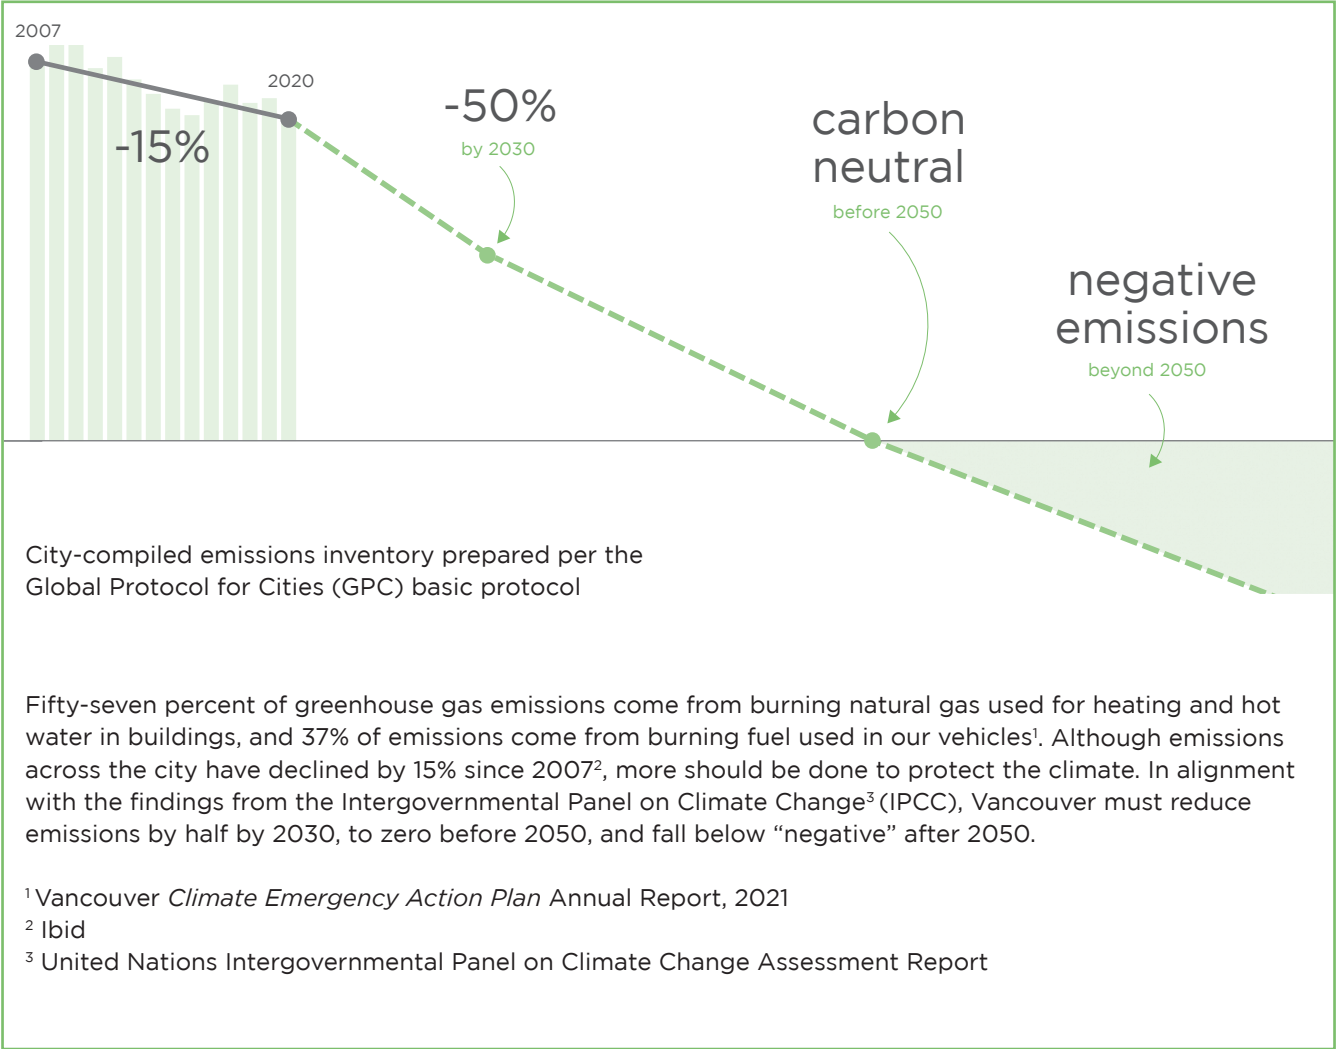 2007
2020
-15%
-50%
by 2030
carbon
neutral
before 2050
negative
emissions
beyond 2050
City-compiled emissions inventory prepared per the
Global Protocol for Cities (GPC) basic protocol
Fifty-seven percent of greenhouse gas emissions come from burning natural gas used for heating and hot
water in buildings, and 37% of emissions come from burning fuel used in our vehicles¹. Although emissions
across the city have declined by 15% since 2007², more should be done to protect the climate. In alignment
with the findings from the Intergovernmental Panel on Climate Change³ (IPCC), Vancouver must reduce
emissions by half by 2030, to zero before 2050, and fall below “negative” after 2050.
¹ Vancouver Climate Emergency Action Plan Annual Report, 2021
² Ibid
³ United Nations Intergovernmental Panel on Climate Change Assessment Report